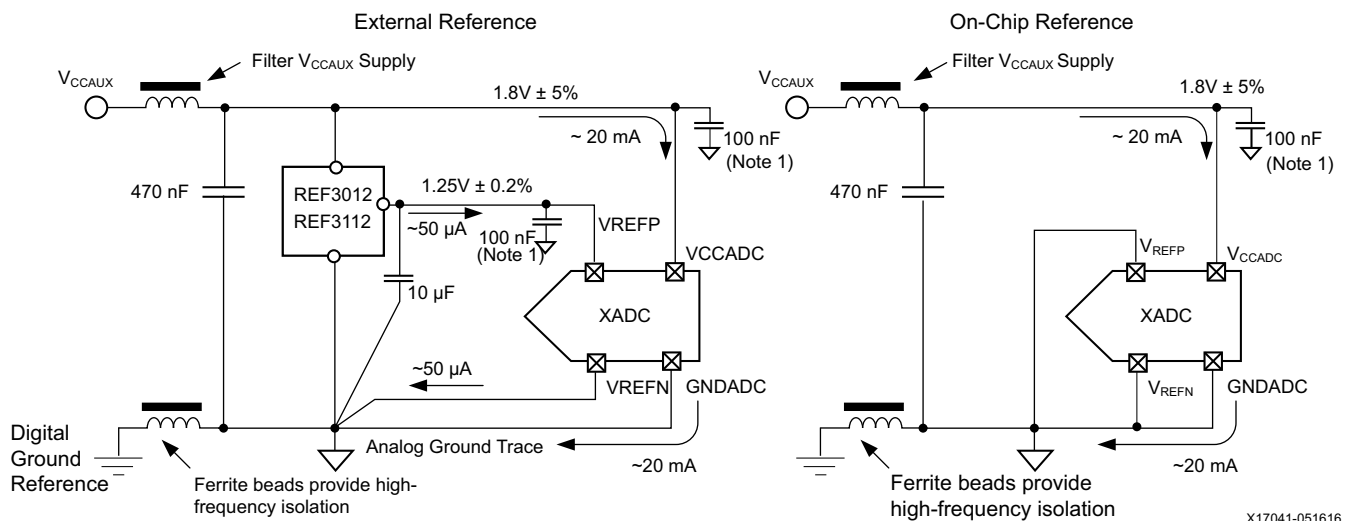 External Reference
Filter VCCAUX Supply
VCCAUX
1.8V ± 5%
~ 20 mA
100 nF
(Note 1)
470 nF
REF3012
REF3112
1.25V ± 0.2%
~50 µA
100 nF
(Note 1)
VREFP
VCCADC
10 µF
XADC
~50 µA
VREFN
GNDADC
Digital
Ground
Reference
Analog Ground Trace
~20 mA
Ferrite beads provide high-
frequency isolation
On-Chip Reference
Filter VCCAUX Supply
VCCAUX
1.8V ± 5%
~ 20 mA
100 nF
(Note 1)
470 nF
VREFP
VCCADC
XADC
VREFN
GNDADC
~20 mA
Ferrite beads provide
high-frequency isolation
X17041-051616